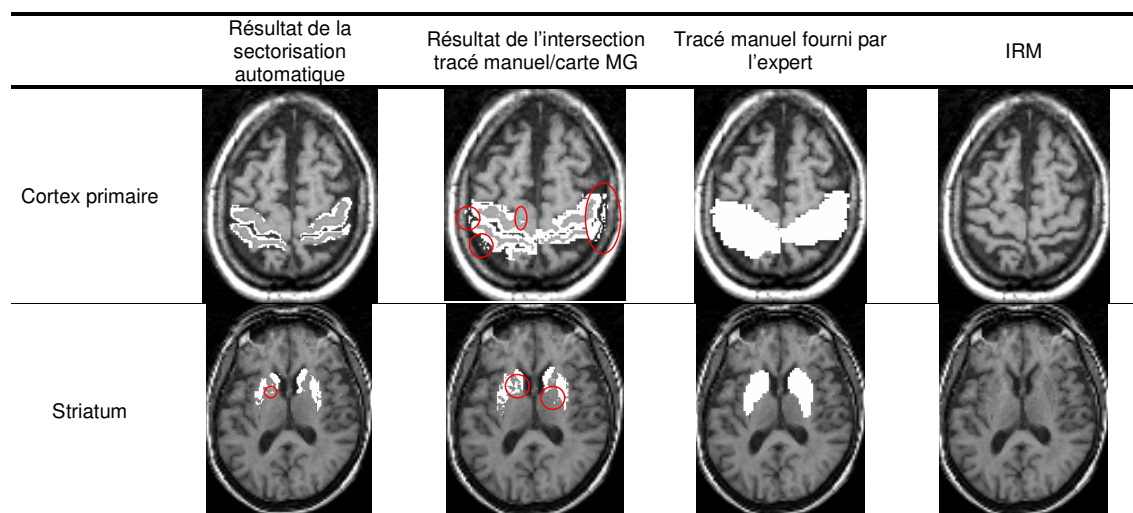 Résultat de la
sectorisation
automatique
Résultat de l'intersection
tracé manuel/carte MG
Tracé manuel fourni par
l'expert
IRM
Cortex primaire
Striatum